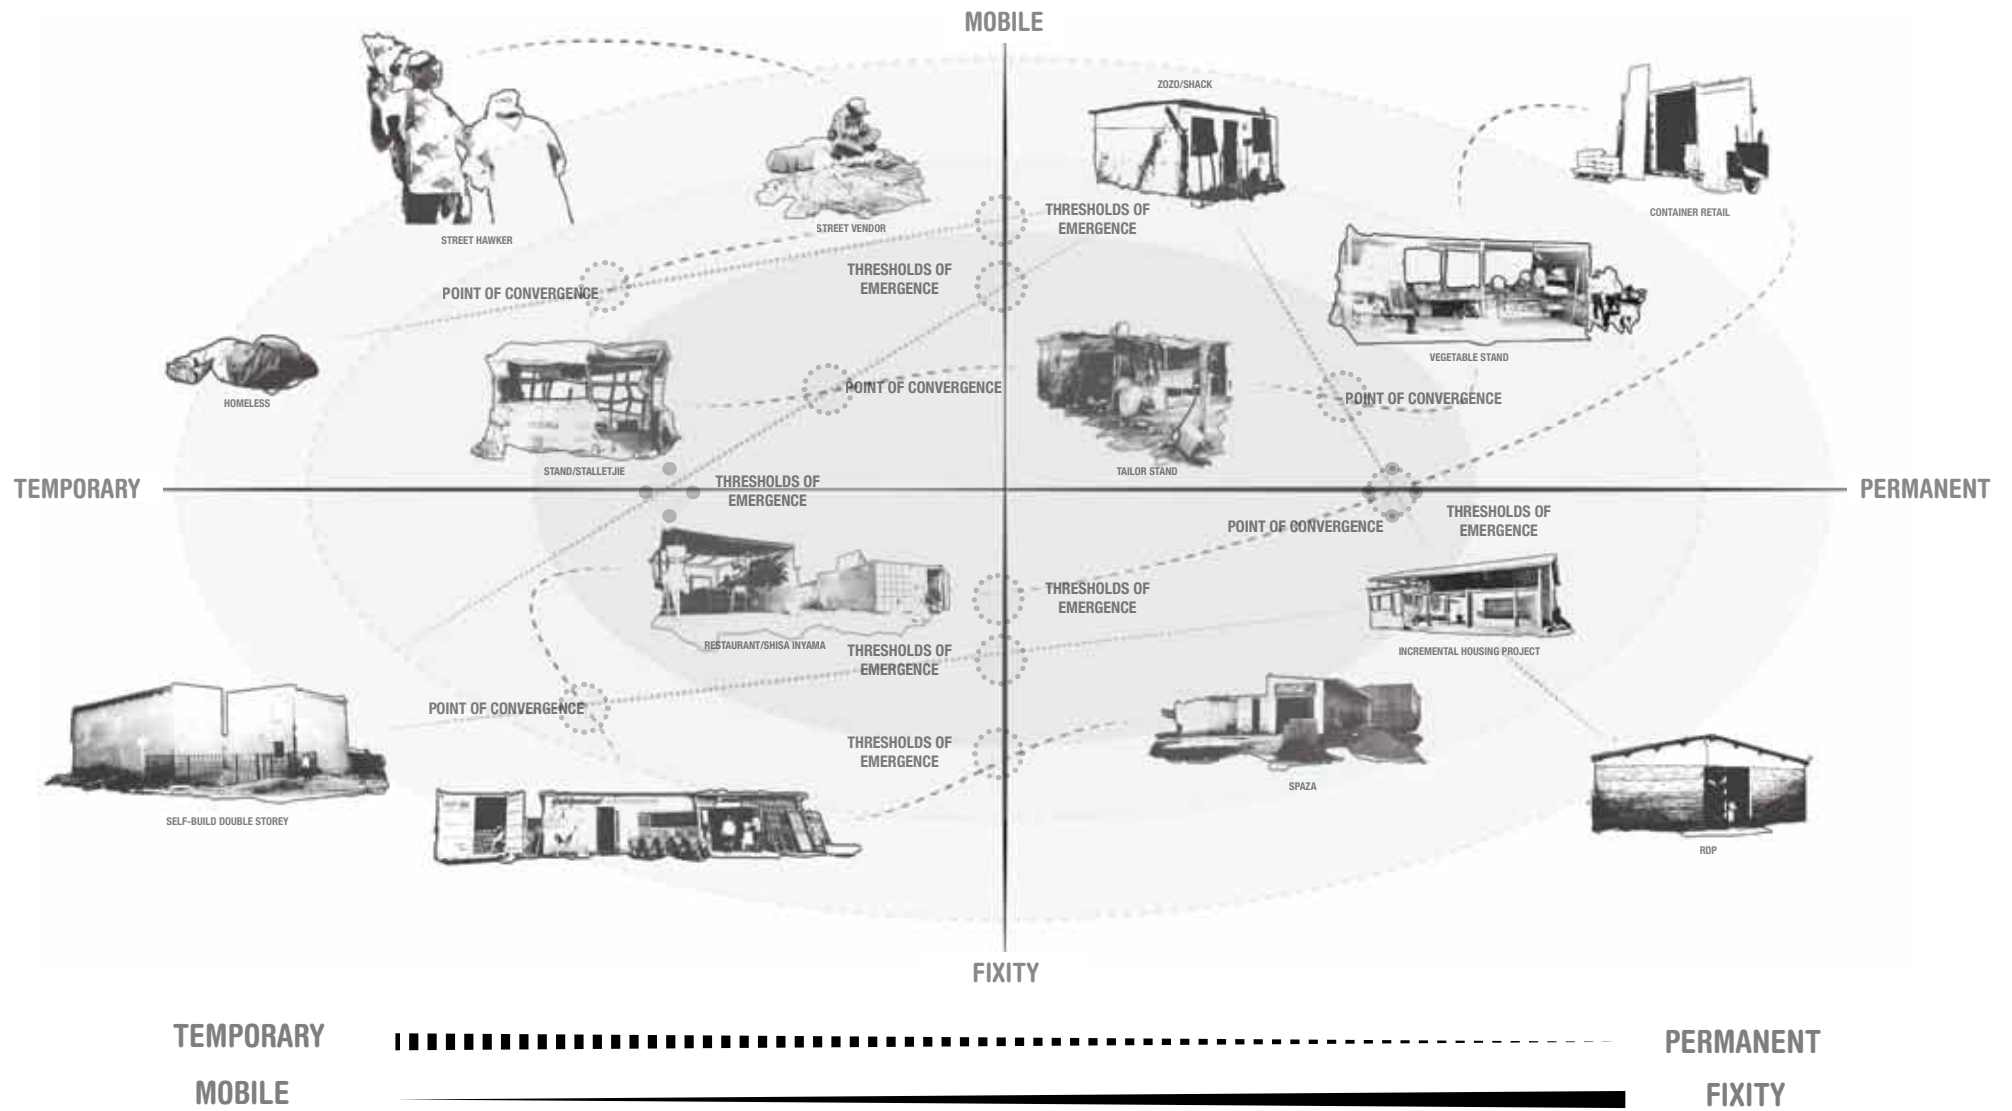 MOBILE
ZOZO/SHACK
CONTAINER RETAIL
THRESHOLDS OF
EMERGENCE
STREET VENDOR
STREET HAWKER
THRESHOLDS OF
EMERGENCE
POINT OF CONVERGENCE
VEGETABLE STAND
HOMELESS
POINT OF CONVERGENCE
POINT OF CONVERGENCE
STAND/STALLETJIE
TAILOR STAND
TEMPORARY
THRESHOLDS OF
EMERGENCE
PERMANENT
POINT OF CONVERGENCE
THRESHOLDS OF
EMERGENCE
THRESHOLDS OF
EMERGENCE
RESTAURANT/SHISA INYAMA
THRESHOLDS OF
EMERGENCE
INCREMENTAL HOUSING PROJECT
POINT OF CONVERGENCE
THRESHOLDS OF
EMERGENCE
SPAZA
SELF-BUILD DOUBLE STOREY
RDP
FIXITY
TEMPORARY
PERMANENT
MOBILE
FIXITY